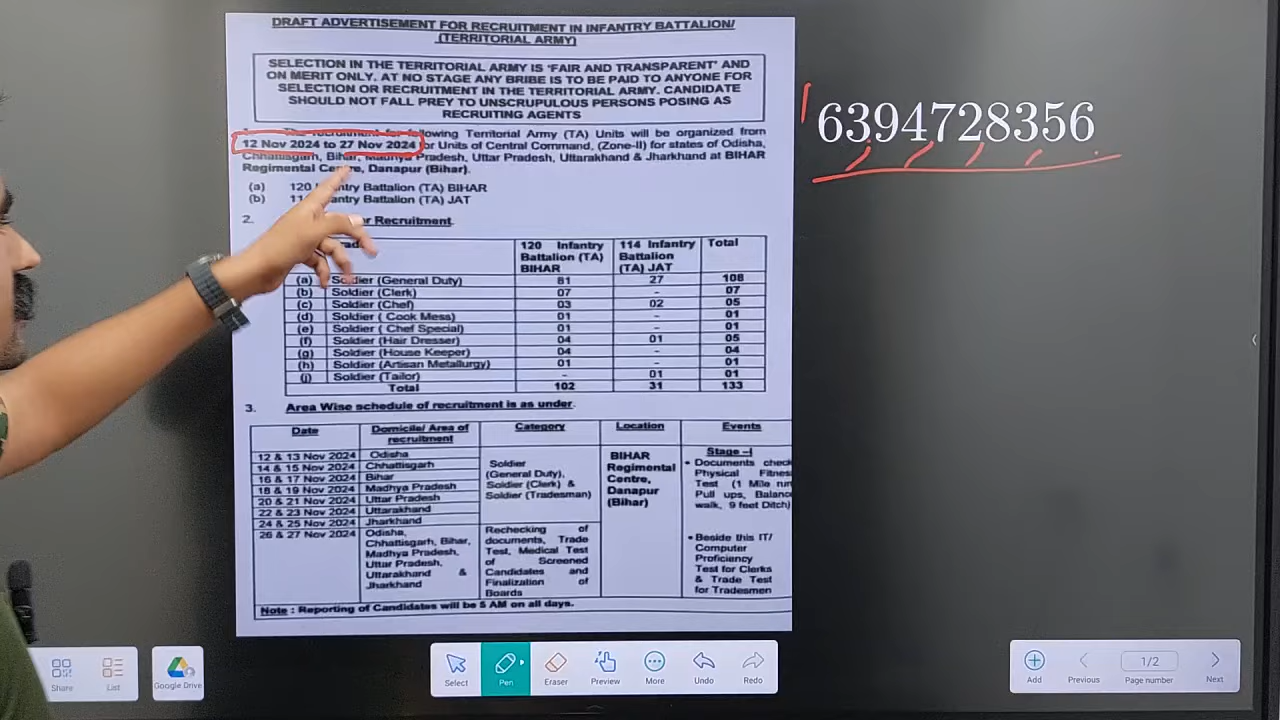 DRAFT ADVERTISEMENT FOR RECRUITMENT IN INFANTRY BATTALION/
(TERRITORIAL ARMY)
SELECTION IN THE TERRITORIAL ARMY IS 'FAIR AND TRANSPARENT' AND
ON MERIT ONLY. AT NO STAGE ANY BRIBE IS TO BE PAID TO ANYONE FOR
SELECTION OR RECRUITMENT IN THE TERRITORIAL ARMY. CANDIDATE
SHOULD NOT FALL PREY TO UNSCRUPULOUS PERSONS POSING AS
RECRUITING AGENTS
The recruitment for following Territorial Army (TA) Units will be organized from
12 Nov 2024 to 27 Nov 2024 for Units of Central Command, (Zone-II) for states of Odisha,
Chhatisgarh, Bihar, Madhya Pradesh, Uttar Pradesh, Uttarakhand & Jharkhand at BIHAR
Regimental Centre, Danapur (Bihar).
(a) 120 Infantry Battalion (TA) BIHAR
(b) 114 Infantry Battalion (TA) JAT
2. or Recruitment.
120 Infantry Battalion (TA) BIHAR 114 Infantry Battalion (TA) JAT Total
(a) Soldier (General Duty) 81 27 108
(b) Soldier (Clerk) 07 - 07
(c) Soldier (Chef) 03 02 05
(d) Soldier ( Cook Mess) 01 - 01
(e) Soldier ( Chef Special) 01 - 01
(f) Soldier (Hair Dresser) 04 01 05
(g) Soldier (House Keeper) 04 - 04
(h) Soldier (Artisan Metallurgy) 01 - 01
(j) Soldier (Tailor) - 01 01
Total 102 31 133
3. Area Wise schedule of recruitment is as under.
Date Domicile/ Area of recruitment Category Location Events
12 & 13 Nov 2024 Odisha
14 & 15 Nov 2024 Chhattisgarh
16 & 17 Nov 2024 Bihar
18 & 19 Nov 2024 Madhya Pradesh
20 & 21 Nov 2024 Uttar Pradesh
22 & 23 Nov 2024 Uttarakhand
24 & 25 Nov 2024 Jharkhand
26 & 27 Nov 2024 Odisha,
Chhattisgarh, Bihar,
Madhya Pradesh,
Uttar Pradesh,
Uttarakhand &
Jharkhand
Soldier
(General Duty),
Soldier (Clerk) &
Soldier (Tradesman)
Rechecking of
documents, Trade
Test, Medical Test
of Screened
Candidates and
Finalization of
Boards
BIHAR
Regimental
Centre,
Danapur
(Bihar)
Stage –I
• Documents check
Physical Fitness
Test (1 Mile run
Pull ups, Balance
walk, 9 feet Ditch)
• Beside this IT/
Computer
Proficiency
Test for Clerks
& Trade Test
for Tradesmen
Note : Reporting of Candidates will be 5 AM on all days.
6394728356
Share
List
Google Drive
Select
Pen
Eraser
Preview
More
Undo
Redo
Add
Previous
1/2
Page number
Next